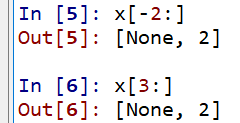 In [5]: x[-2:]
Out[5]: [None, 2]
In [6]: x[3:]
Out[6]: [None, 2]